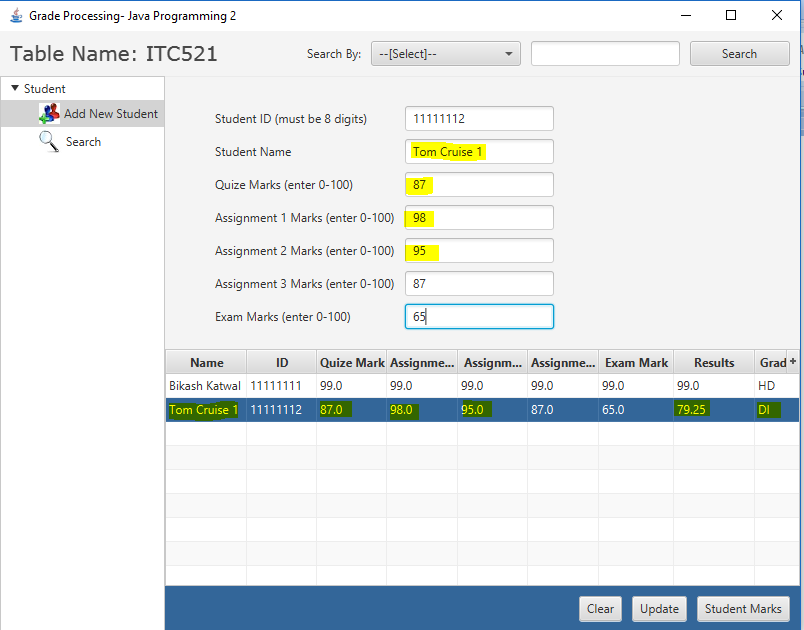 Grade Processing- Java Programming 2
Table Name: ITC521
Search By: --[Select]-- Search
Student
Add New Student
Search
Student ID (must be 8 digits) 11111112
Student Name Tom Cruise 1
Quize Marks (enter 0-100) 87
Assignment 1 Marks (enter 0-100) 98
Assignment 2 Marks (enter 0-100) 95
Assignment 3 Marks (enter 0-100) 87
Exam Marks (enter 0-100) 65
Name ID Quize Mark Assignme... Assignm... Assignme... Exam Mark Results Grad +
Bikash Katwal 11111111 99.0 99.0 99.0 99.0 99.0 99.0 HD
Tom Cruise 1 11111112 87.0 98.0 95.0 87.0 65.0 79.25 DI
Clear Update Student Marks